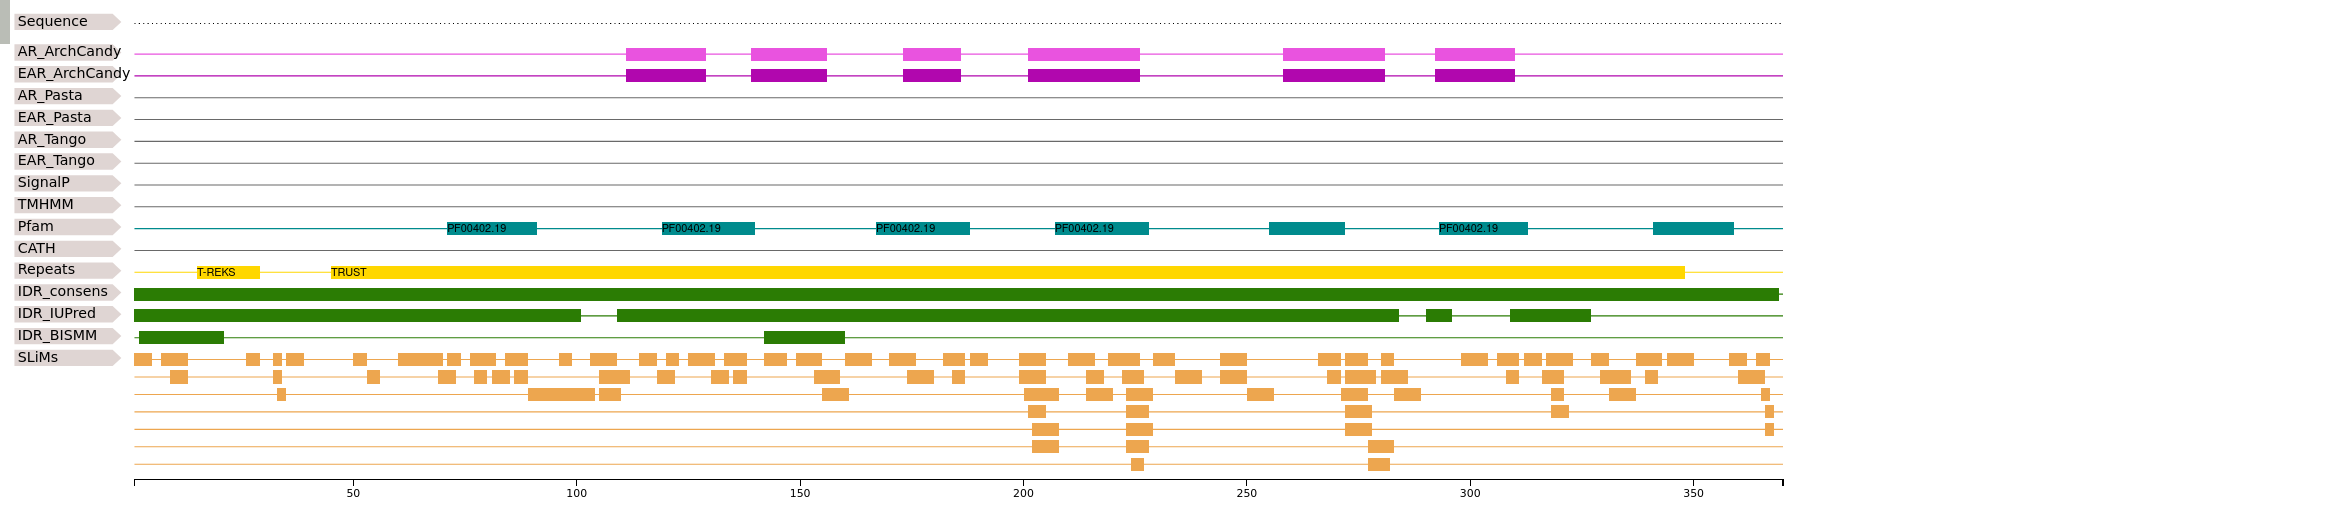 Sequence
AR_ArchCandy
EAR_ArchCandy
AR_Pasta
EAR_Pasta
AR_Tango
EAR_Tango
SignalP
TMHMM
Pfam PF00402.19 PF00402.19 PF00402.19 PF00402.19 PF00402.19
CATH
Repeats T-REKS TRUST
IDR_consens
IDR_IUPred
IDR_BISMM
SLiMs
50 100 150 200 250 300 350